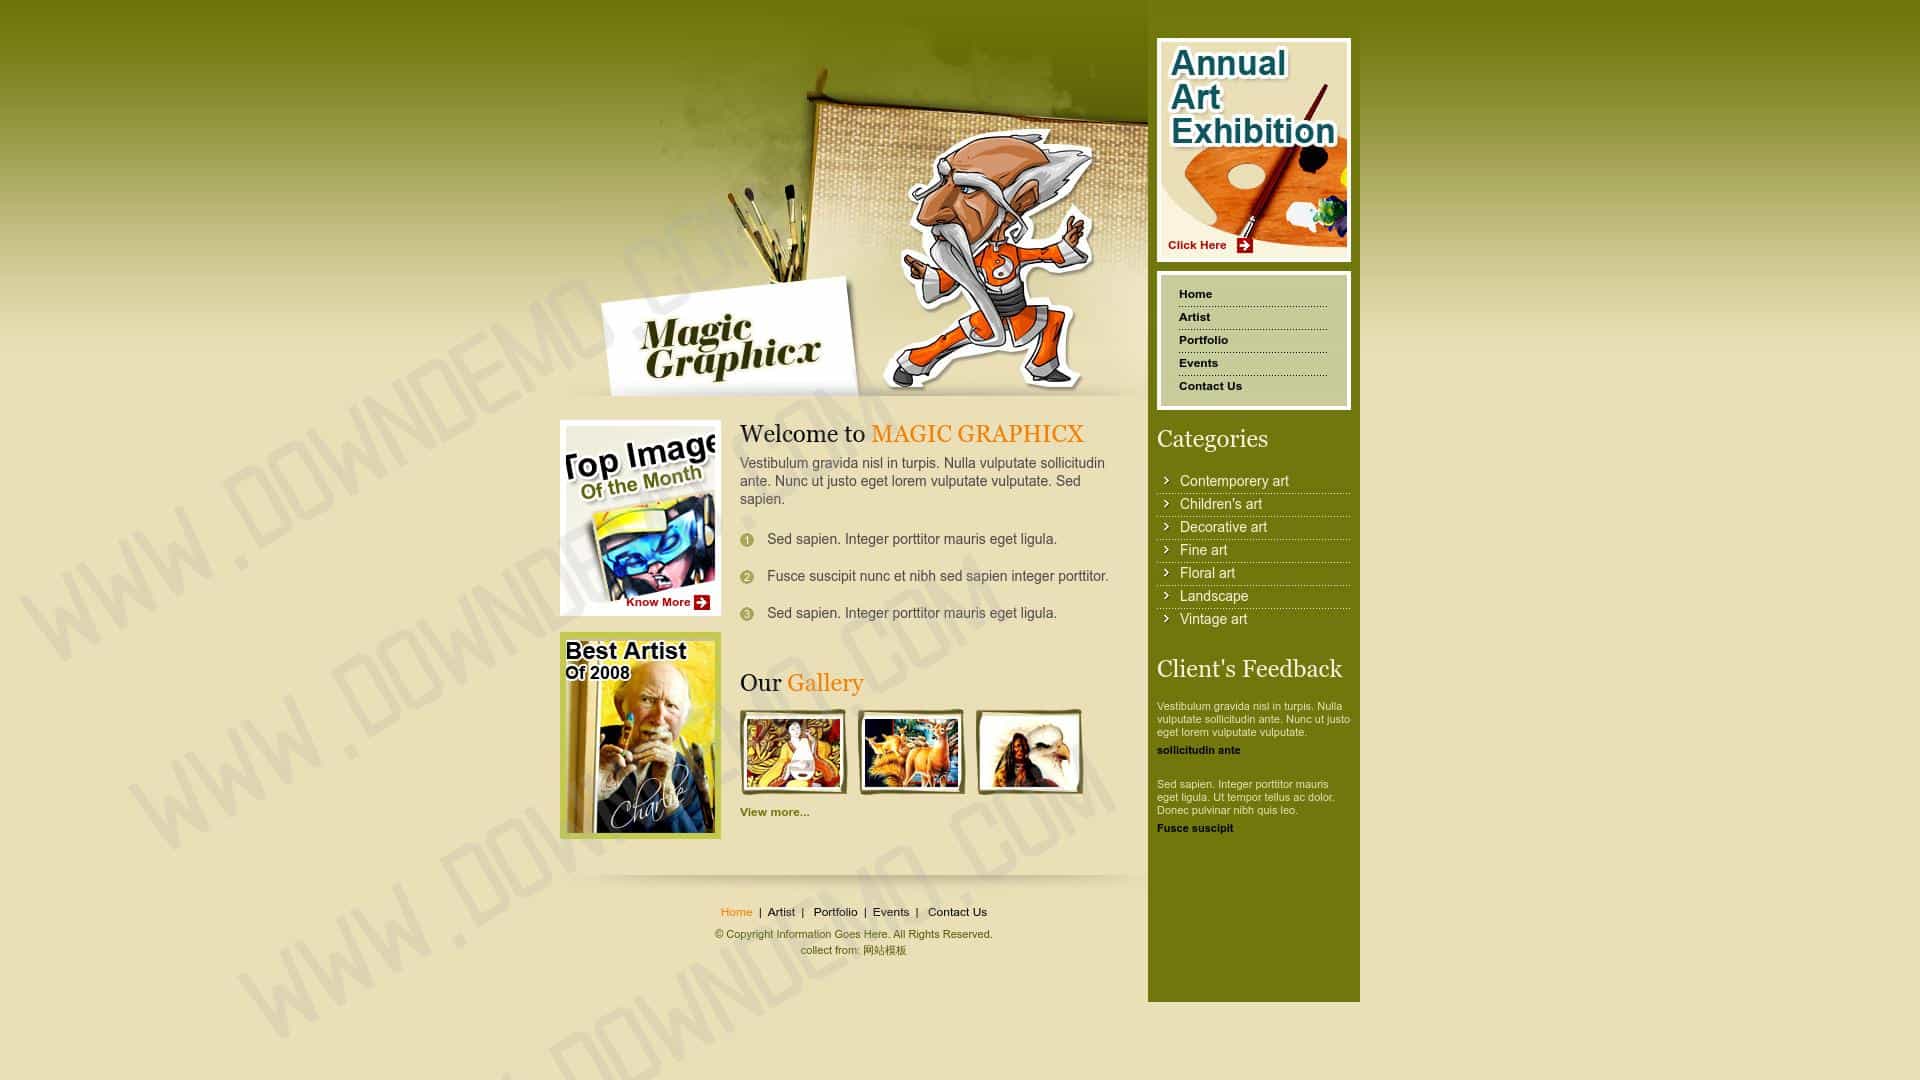 Annual
Art
Exhibition
Click Here
Home
Artist
Portfolio
Events
Contact Us
Magic
Graphicx
Top Image
Of the Month
Know More
Best Artist
Of 2008
Charlie
Welcome to MAGIC GRAPHICX
Vestibulum gravida nisl in turpis. Nulla vulputate sollicitudin
ante. Nunc ut justo eget lorem vulputate vulputate. Sed
sapien.
1 Sed sapien. Integer porttitor mauris eget ligula.
2 Fusce suscipit nunc et nibh sed sapien integer porttitor.
3 Sed sapien. Integer porttitor mauris eget ligula.
Our Gallery
View more...
Categories
Contemporery art
Children's art
Decorative art
Fine art
Floral art
Landscape
Vintage art
Client's Feedback
Vestibulum gravida nisl in turpis. Nulla
vulputate sollicitudin ante. Nunc ut justo
eget lorem vulputate vulputate.
sollicitudin ante
Sed sapien. Integer porttitor mauris
eget ligula. Ut tempor tellus ac dolor.
Donec pulvinar nibh quis leo.
Fusce suscipit
Home | Artist | Portfolio | Events | Contact Us
© Copyright Information Goes Here. All Rights Reserved.
collect from: 网站模板
WWW.DOWNDEMO.COM
WWW.DOWNDEMO.COM
WWW.DOWNDEMO.COM
WWW.DOWNDEMO.COM